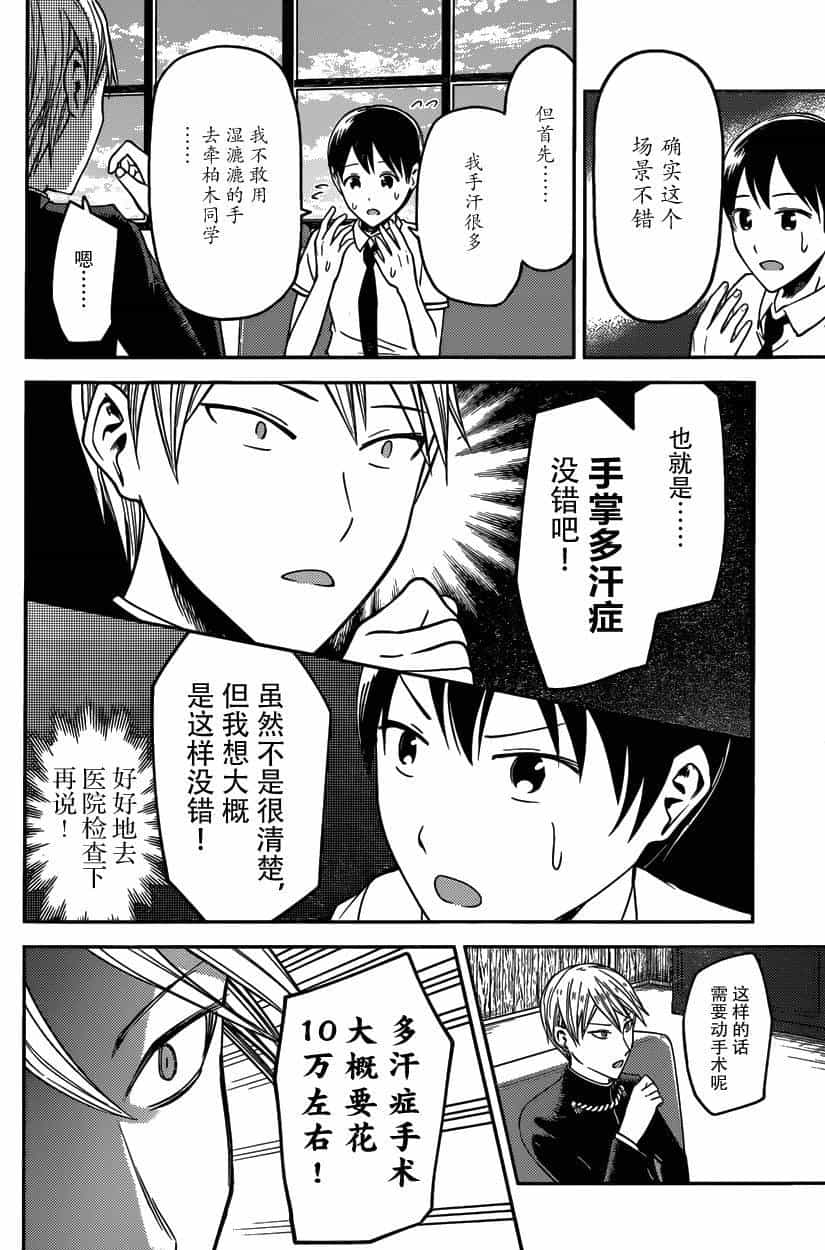 确实这个
场景不错
但首先……
我手汗很多
我不敢用
湿漉漉的手
去牵柏木同学
……
嗯……
也就是……
手掌多汗症
没错吧！
虽然不是很清楚，
但我想大概
是这样没错！
好好地去
医院检查下
再说！
这样的话
需要动手术呢
多汗症手术
大概要花
10万左右！